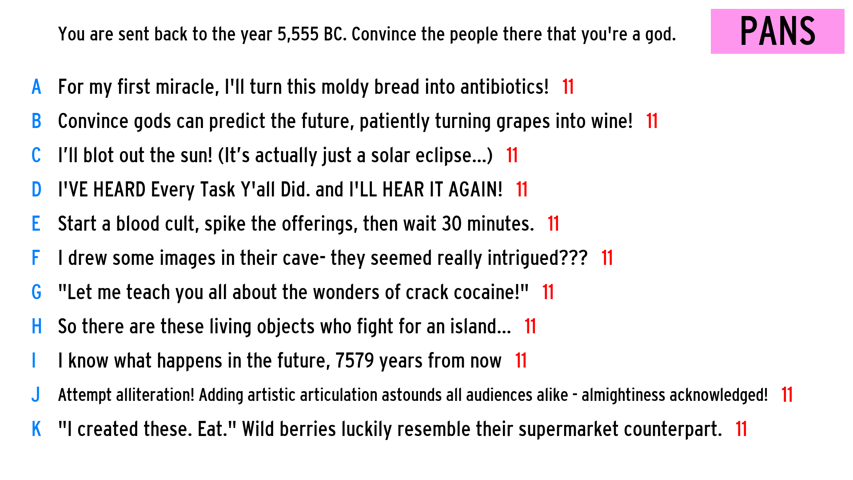 You are sent back to the year 5,555 BC. Convince the people there that you're a god.
PANS
A For my first miracle, I'll turn this moldy bread into antibiotics! 11
B Convince gods can predict the future, patiently turning grapes into wine! 11
C I’ll blot out the sun! (It’s actually just a solar eclipse...) 11
D I'VE HEARD Every Task Y'all Did. and I'LL HEAR IT AGAIN! 11
E Start a blood cult, spike the offerings, then wait 30 minutes. 11
F I drew some images in their cave- they seemed really intrigued??? 11
G "Let me teach you all about the wonders of crack cocaine!" 11
H So there are these living objects who fight for an island... 11
I I know what happens in the future, 7579 years from now 11
J Attempt alliteration! Adding artistic articulation astounds all audiences alike - almightiness acknowledged! 11
K "I created these. Eat." Wild berries luckily resemble their supermarket counterpart. 11